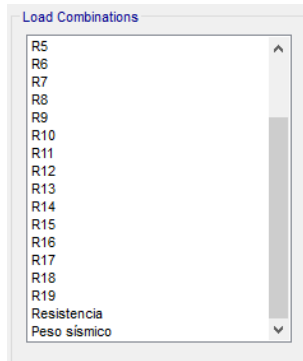 Load Combinations
R5
R6
R7
R8
R9
R10
R11
R12
R13
R14
R15
R16
R17
R18
R19
Resistencia
Peso sísmico